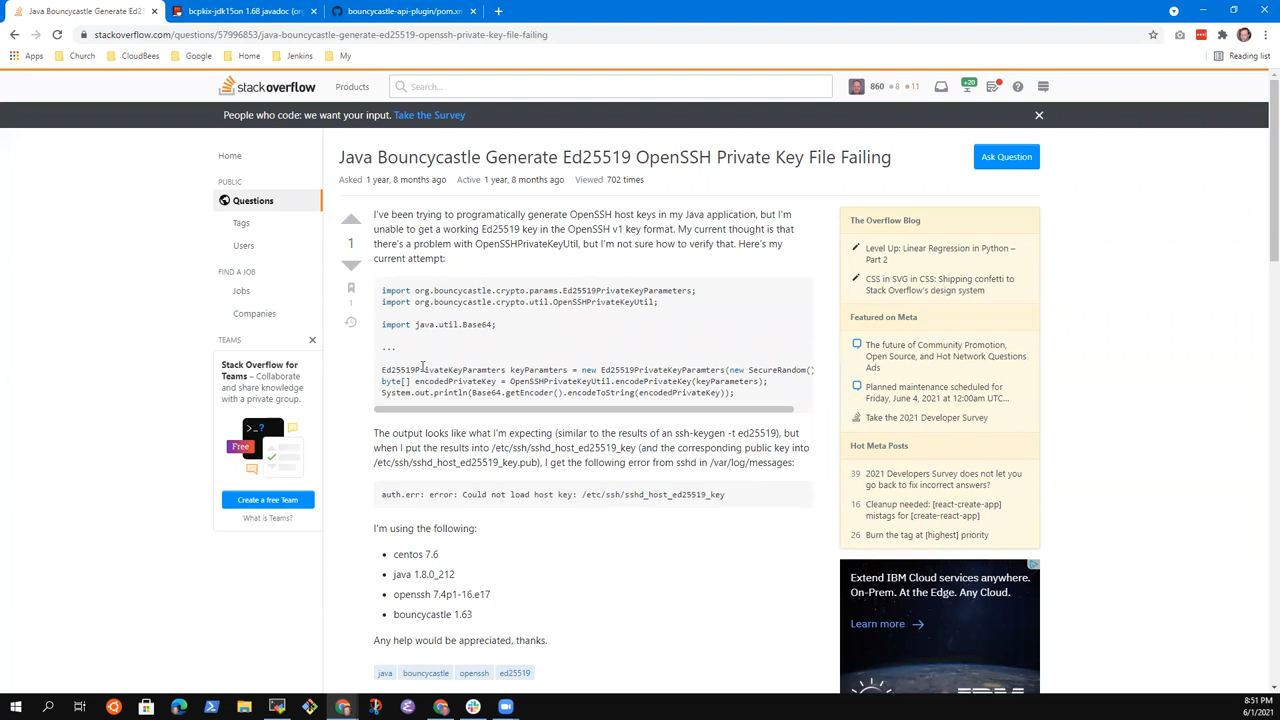 Java Bouncycastle Generate Ed2551
bcpkix-jdk15on 1.68 javadoc (org
bouncycastle-api-plugin/pom.xm
stackoverflow.com/questions/57996853/java-bouncycastle-generate-ed25519-openssh-private-key-file-failing
Apps Church CloudBees Google Home Jenkins My Reading list
stackoverflow Products Search... 860 8 11 +20
People who code: we want your input. Take the Survey
Home
PUBLIC
Questions
Tags
Users
FIND A JOB
Jobs
Companies
TEAMS
Stack Overflow for
Teams – Collaborate
and share knowledge
with a private group.
>_?
Free
Create a free Team
What is Teams?
Java Bouncycastle Generate Ed25519 OpenSSH Private Key File Failing
Ask Question
Asked 1 year, 8 months ago Active 1 year, 8 months ago Viewed 702 times
1
1
I've been trying to programatically generate OpenSSH host keys in my Java application, but I'm
unable to get a working Ed25519 key in the OpenSSH v1 key format. My current thought is that
there's a problem with OpenSSHPrivateKeyUtil, but I'm not sure how to verify that. Here's my
current attempt:
import org.bouncycastle.crypto.params.Ed25519PrivateKeyParameters;
import org.bouncycastle.crypto.util.OpenSSHPrivateKeyUtil;
import java.util.Base64;
...
Ed25519PrivateKeyParamters keyParamters = new Ed25519PrivateKeyParamters(new SecureRandom()
byte[] encodedPrivateKey = OpenSSHPrivateKeyUtil.encodePrivateKey(keyParameters);
System.out.println(Base64.getEncoder().encodeToString(encodedPrivateKey));
The output looks like what I'm expecting (similar to the results of an ssh-keygen -t ed25519), but
when I put the results into /etc/ssh/sshd_host_ed25519_key (and the corresponding public key into
/etc/ssh/sshd_host_ed25519_key.pub), I get the following error from sshd in /var/log/messages:
auth.err: error: Could not load host key: /etc/ssh/sshd_host_ed25519_key
I'm using the following:
• centos 7.6
• java 1.8.0_212
• openssh 7.4p1-16.e17
• bouncycastle 1.63
Any help would be appreciated, thanks.
java bouncycastle openssh ed25519
The Overflow Blog
Level Up: Linear Regression in Python –
Part 2
CSS in SVG in CSS: Shipping confetti to
Stack Overflow's design system
Featured on Meta
The future of Community Promotion,
Open Source, and Hot Network Questions
Ads
Planned maintenance scheduled for
Friday, June 4, 2021 at 12:00am UTC...
Take the 2021 Developer Survey
Hot Meta Posts
39 2021 Developers Survey does not let you
go back to fix incorrect answers?
16 Cleanup needed: [react-create-app]
mistags for [create-react-app]
26 Burn the tag at [highest] priority
Extend IBM Cloud services anywhere.
On-Prem. At the Edge. Any Cloud.
Learn more →
8:51 PM
6/1/2021